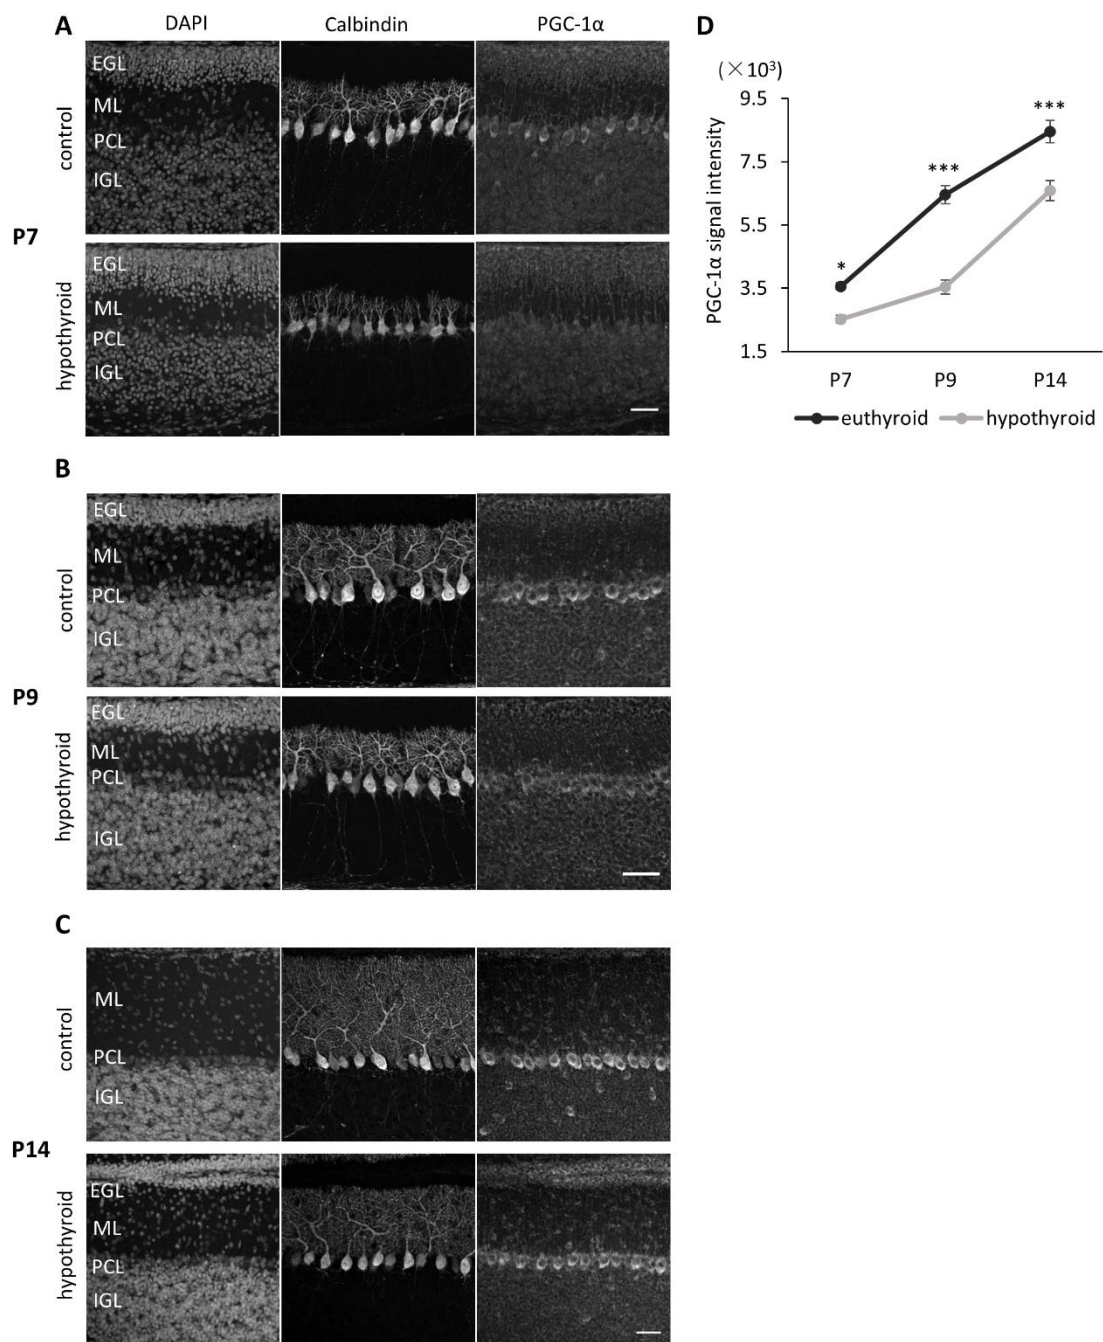 A
DAPI
Calbindin
PGC-1α
control
EGL
ML
PCL
IGL
P7
hypothyroid
EGL
ML
PCL
IGL
B
control
EGL
ML
PCL
IGL
P9
hypothyroid
EGL
ML
PCL
IGL
C
control
ML
PCL
IGL
P14
hypothyroid
EGL
ML
PCL
IGL
D
(×10³)
PGC-1α signal intensity
9.5
7.5
5.5
3.5
1.5
*
***
***
P7
P9
P14
euthyroid
hypothyroid